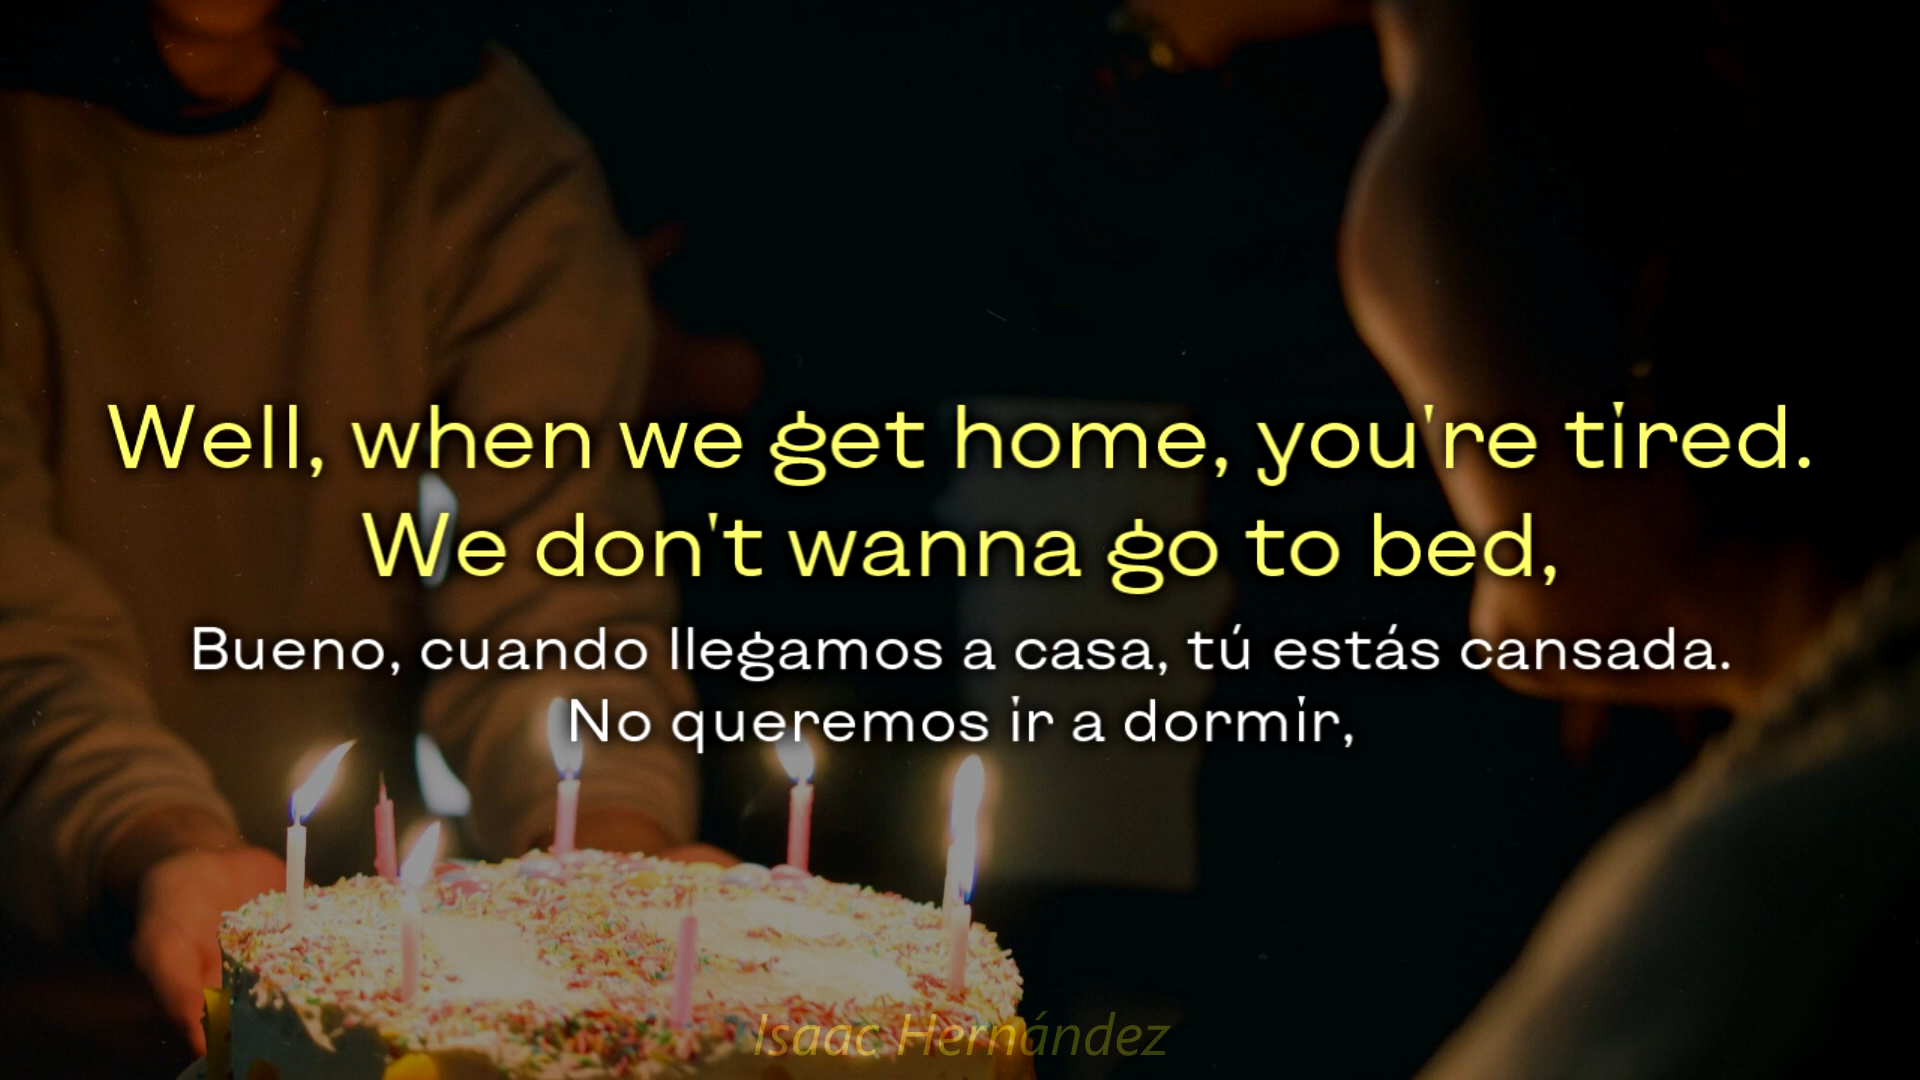 Well, when we get home, you're tired.
We don't wanna go to bed,
Bueno, cuando llegamos a casa, tú estás cansada.
No queremos ir a dormir,
Isaac Hernández